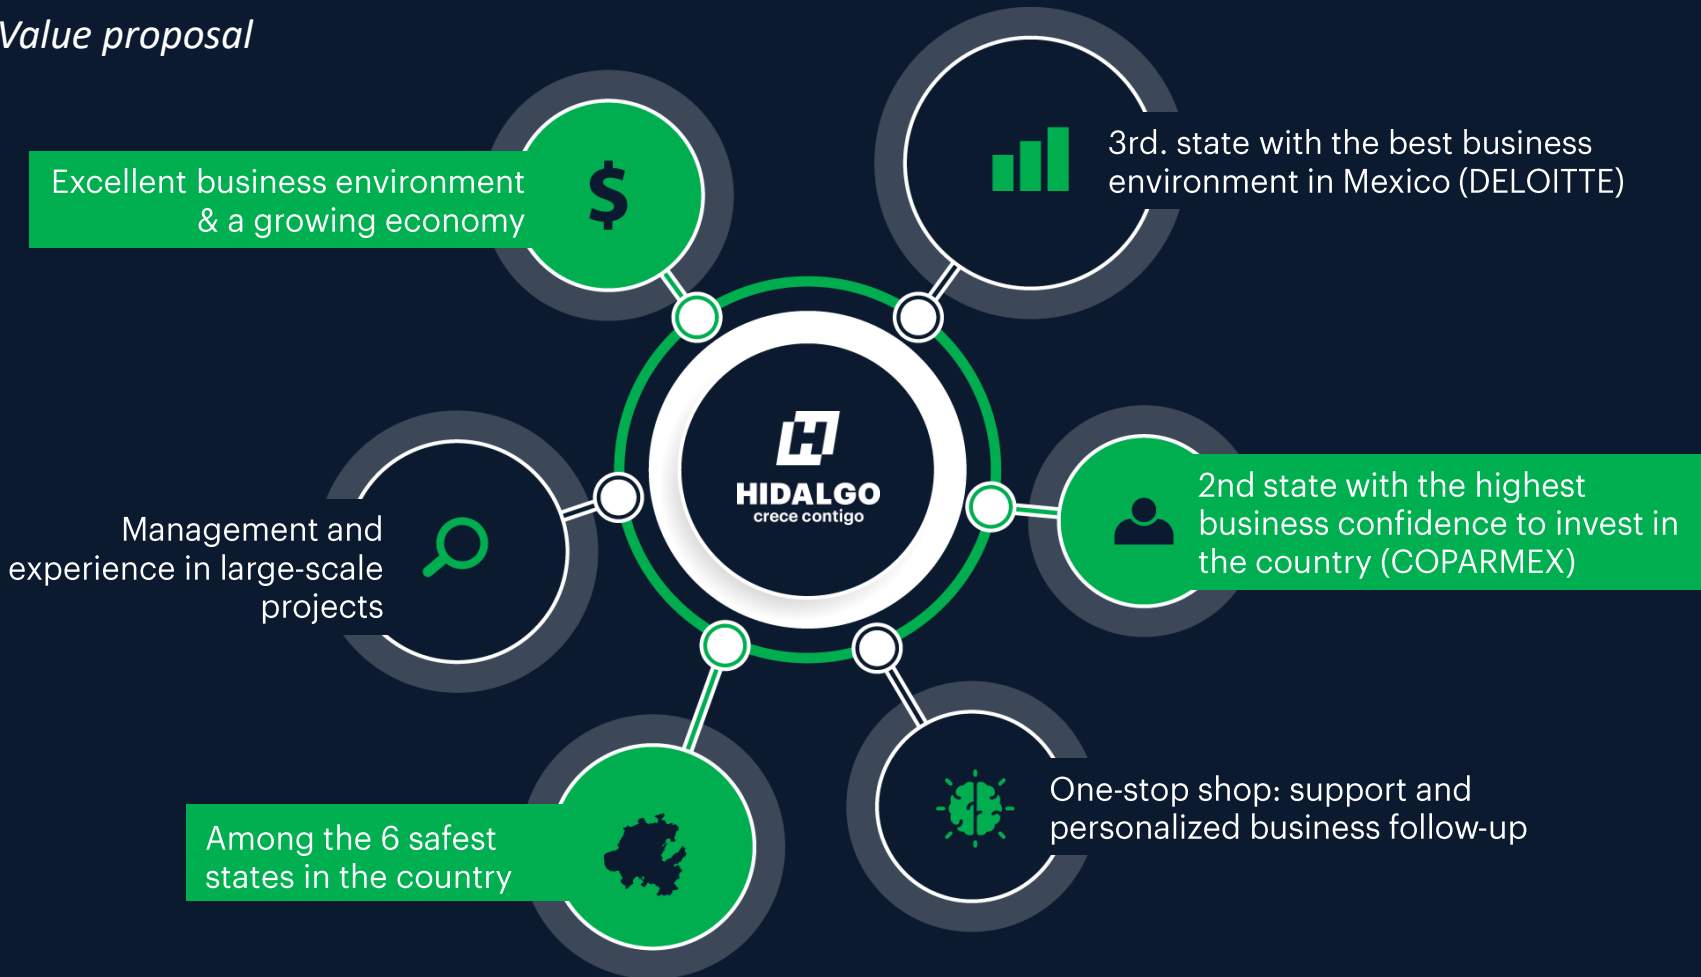 Value proposal
Excellent business environment
& a growing economy
$
3rd. state with the best business
environment in Mexico (DELOITTE)
HIDALGO
crece contigo
2nd state with the highest
business confidence to invest in
the country (COPARMEX)
Management and
experience in large-scale
projects
One-stop shop: support and
personalized business follow-up
Among the 6 safest
states in the country